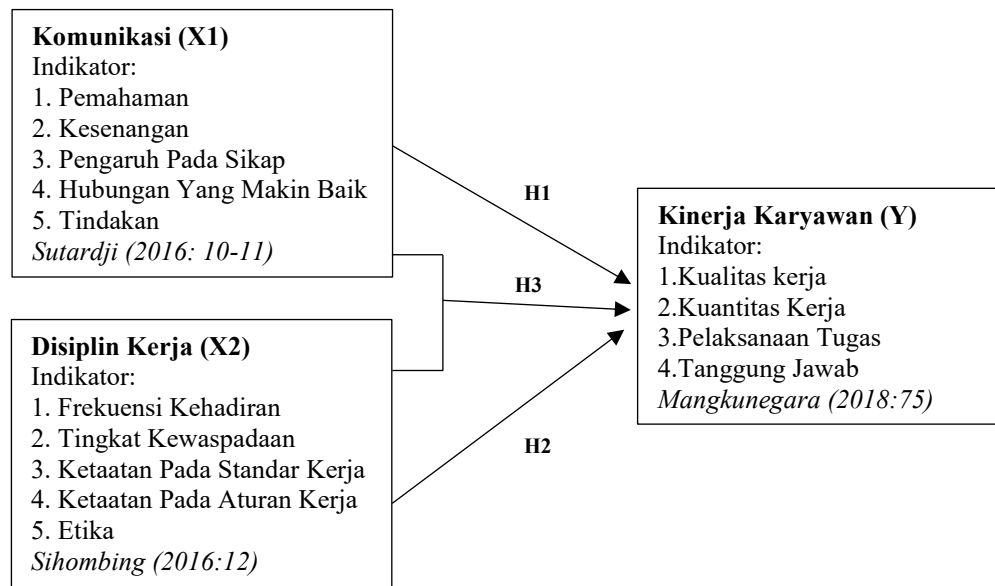 Komunikasi (X1)
Indikator:
1. Pemahaman
2. Kesenangan
3. Pengaruh Pada Sikap
4. Hubungan Yang Makin Baik
5. Tindakan
Sutardji (2016: 10-11)
Disiplin Kerja (X2)
Indikator:
1. Frekuensi Kehadiran
2. Tingkat Kewaspadaan
3. Ketaatan Pada Standar Kerja
4. Ketaatan Pada Aturan Kerja
5. Etika
Sihombing (2016:12)
H1
H3
H2
Kinerja Karyawan (Y)
Indikator:
1.Kualitas kerja
2.Kuantitas Kerja
3.Pelaksanaan Tugas
4.Tanggung Jawab
Mangkunegara (2018:75)